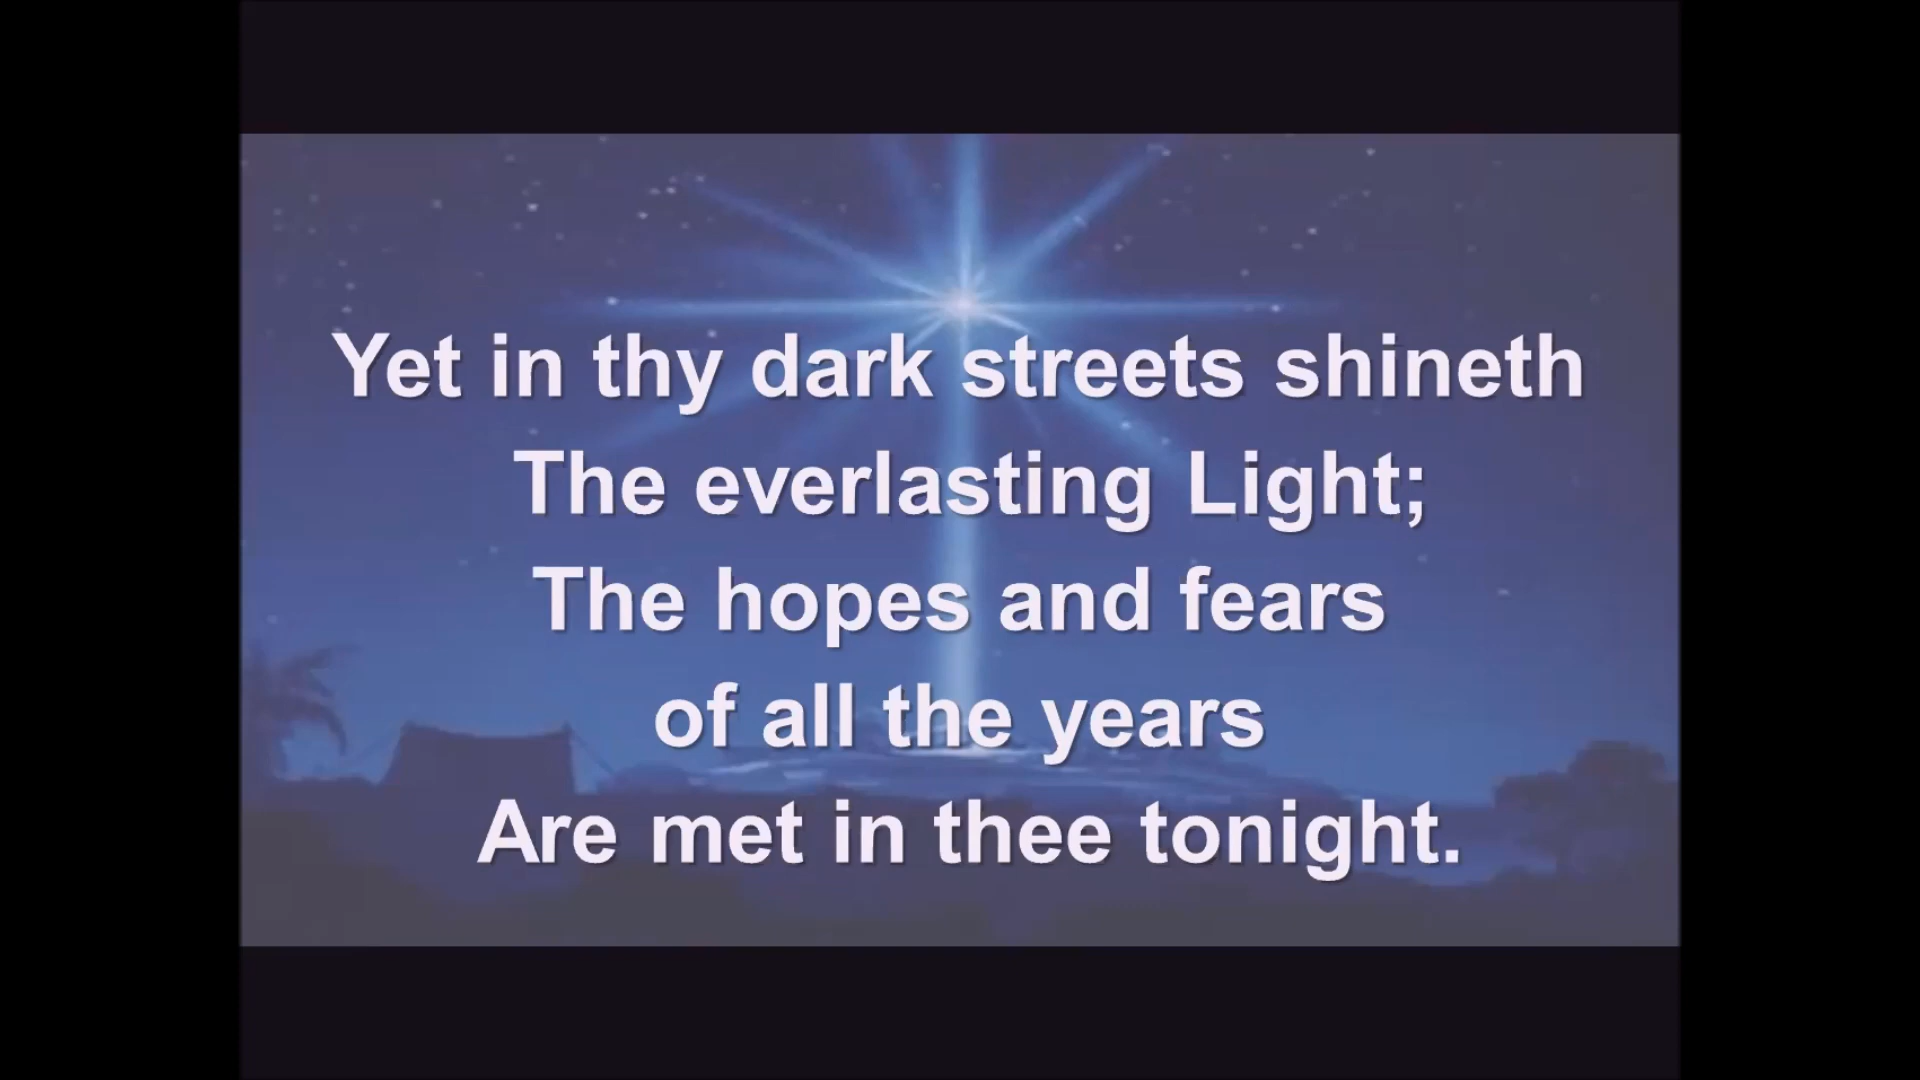 Yet in thy dark streets shineth
The everlasting Light;
The hopes and fears
of all the years
Are met in thee tonight.